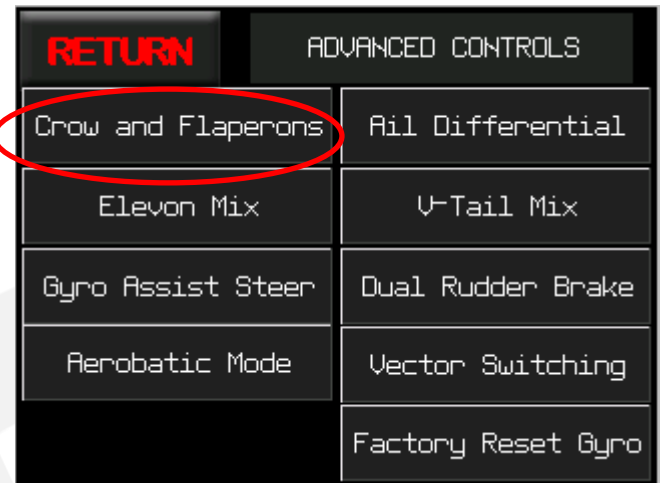 RETURN
ADVANCED CONTROLS
Crow and Flaperons
Ail Differential
Elevon Mix
V-Tail Mix
Gyro Assist Steer
Dual Rudder Brake
Aerobatic Mode
Vector Switching
Factory Reset Gyro